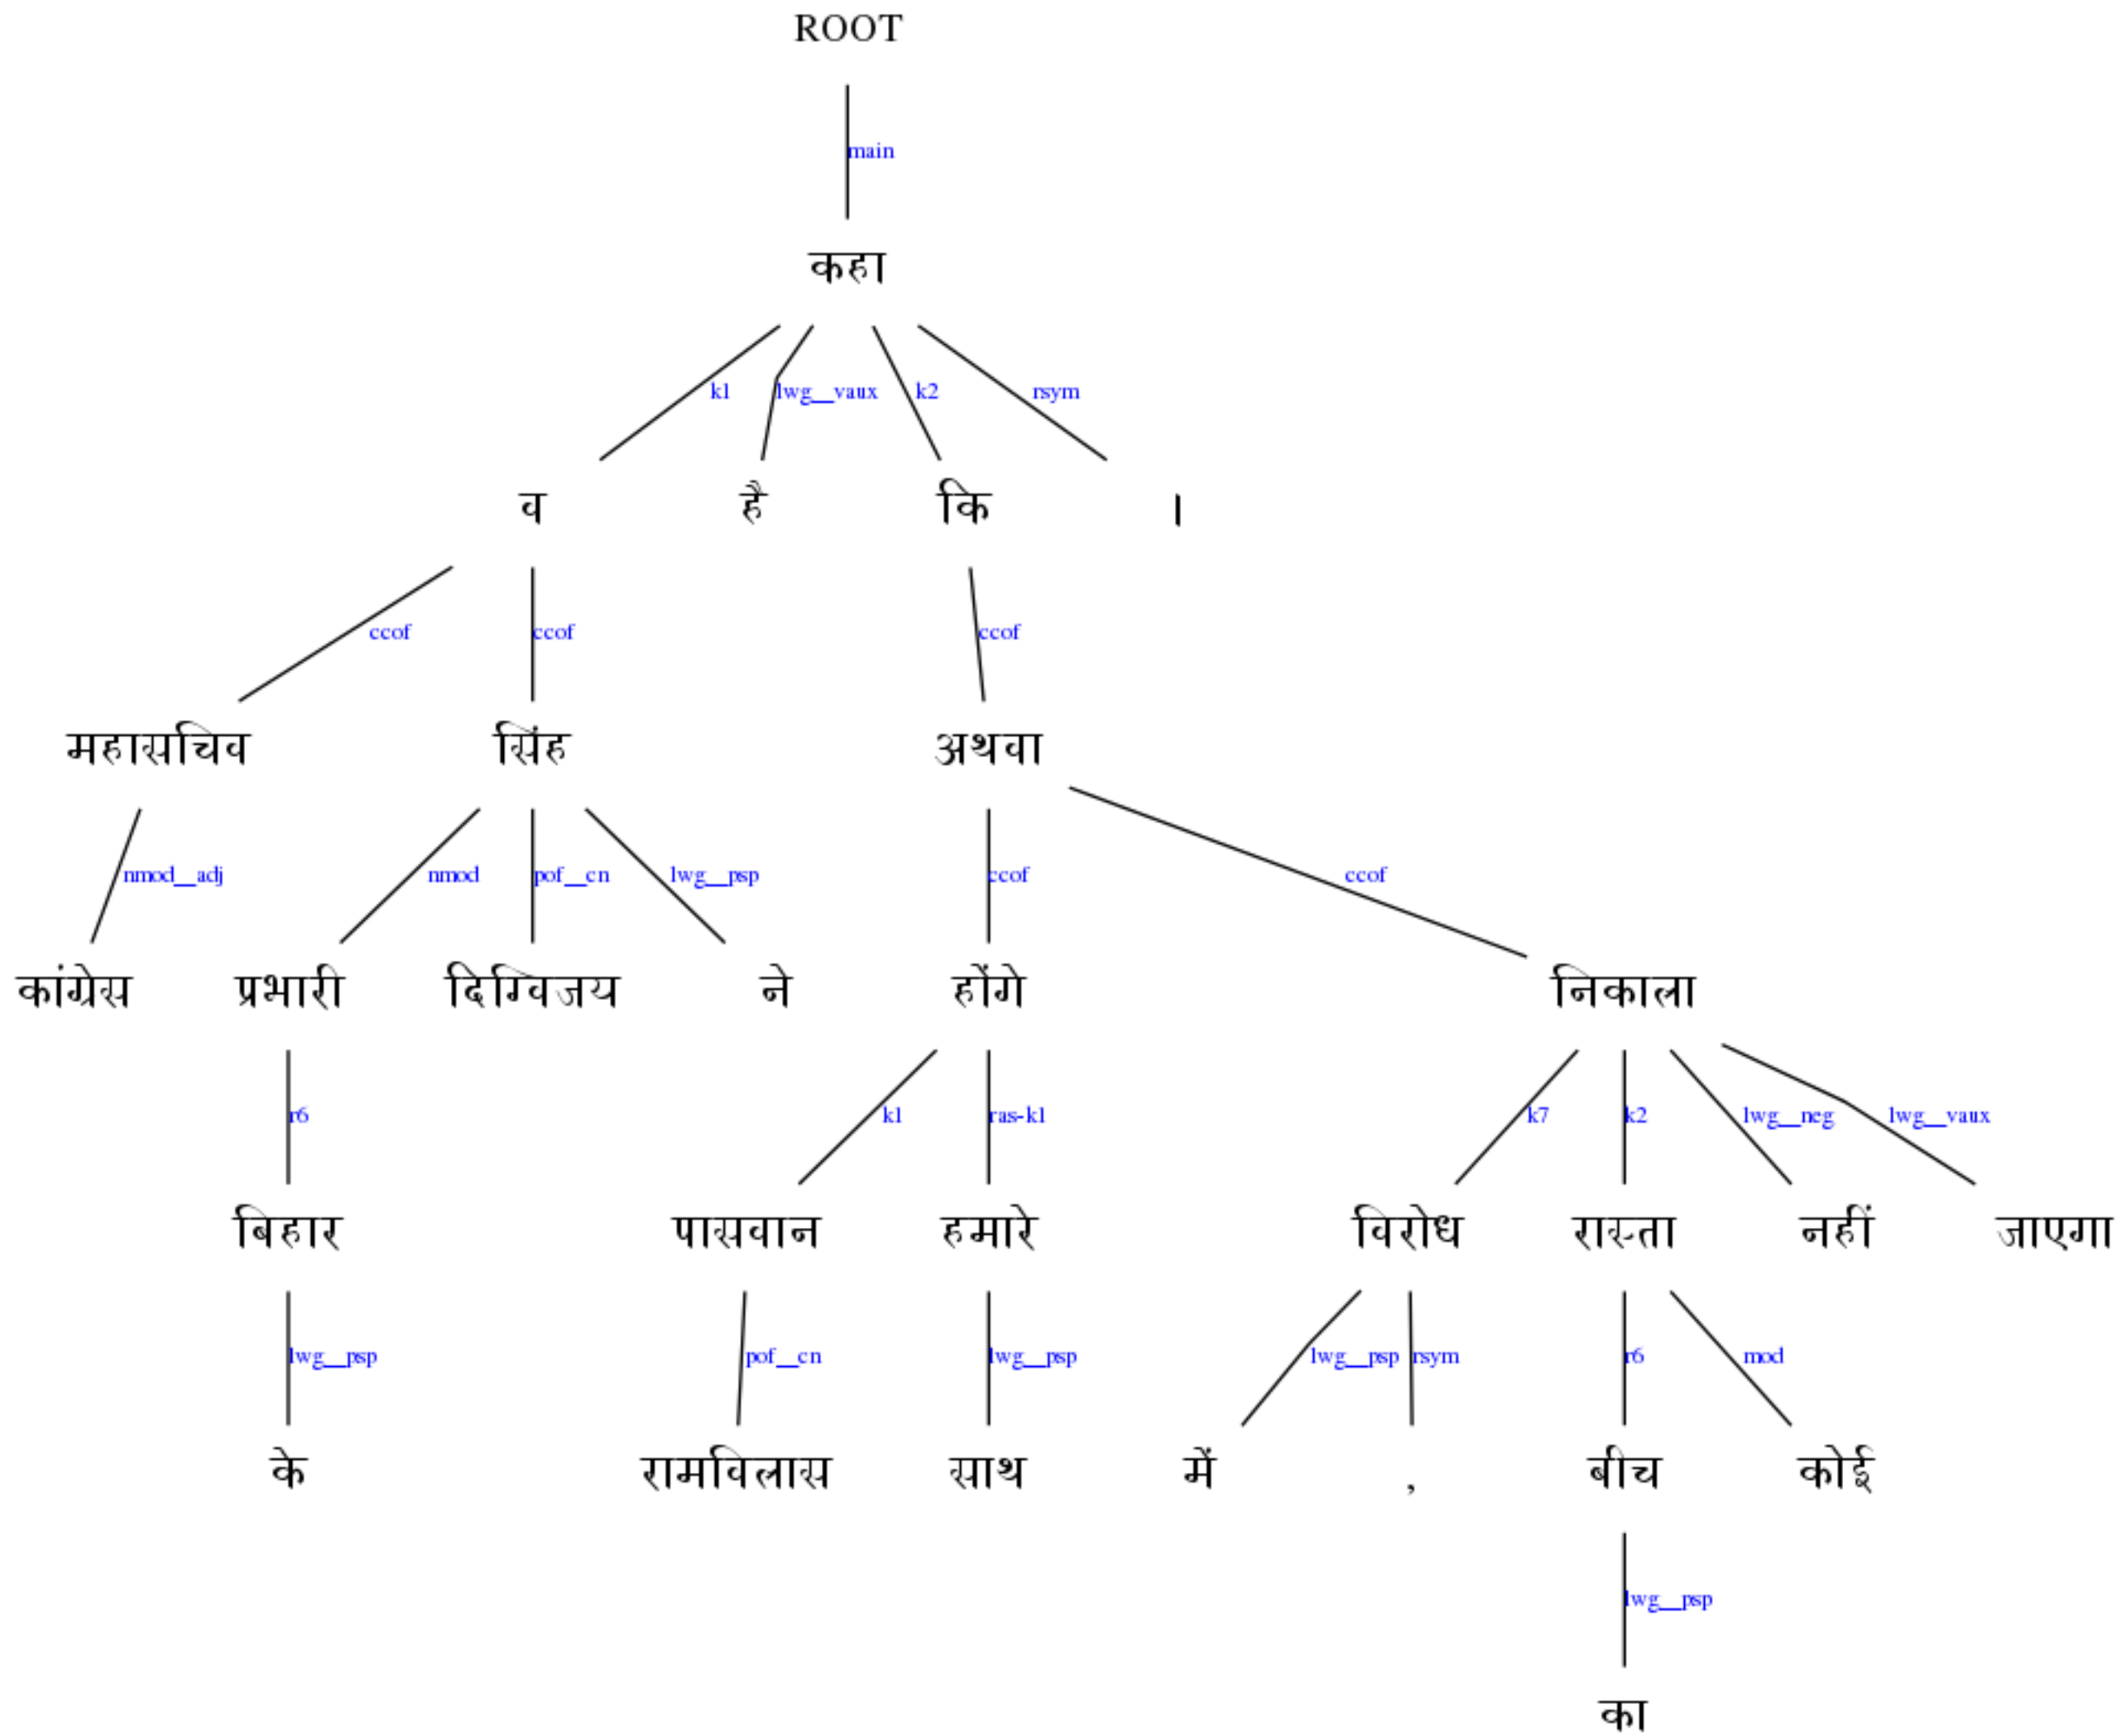 ROOT
main
कहा
k1 lwg__vaux k2 rsym
व है कि ।
ccof ccof ccof
महासचिव सिंह अथवा
nmod__adj nmod pof__cn lwg__psp ccof ccof
कांग्रेस प्रभारी दिग्विजय ने होंगे निकाला
r6 k1 ras-k1 k7 k2 lwg__neg lwg__vaux
बिहार पासवान हमारे विरोध रास्ता नहीं जाएगा
lwg__psp pof__cn lwg__psp lwg__psp rsym r6 mod
के रामविलास साथ में , बीच कोई
lwg__psp
का